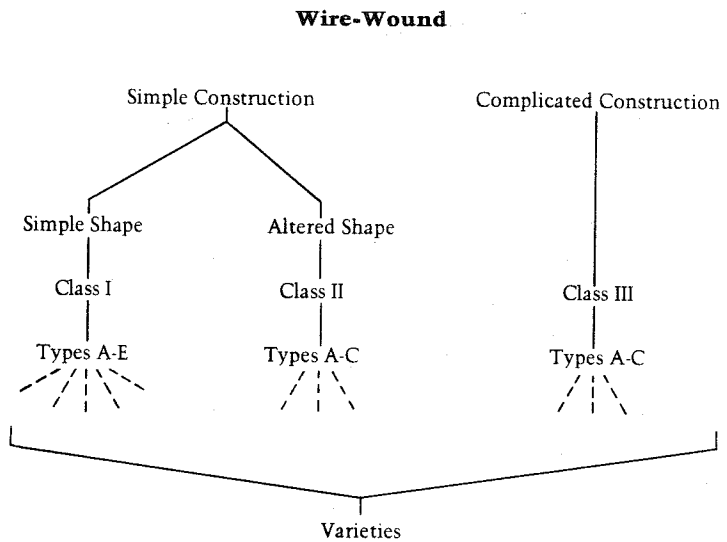 Wire-Wound
Simple Construction
Complicated Construction
Simple Shape
Altered Shape
Class I
Class II
Class III
Types A-E
Types A-C
Types A-C
Varieties